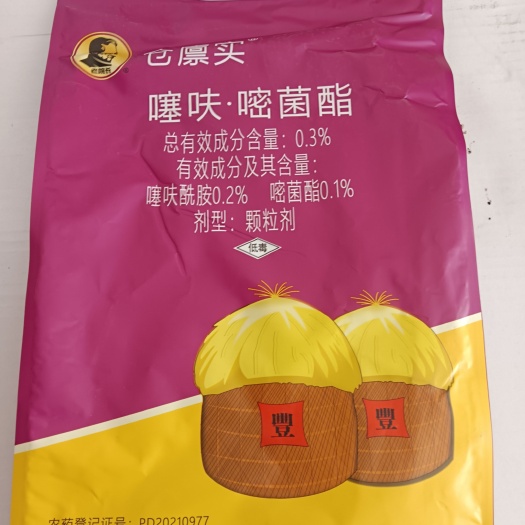 仓廪实
噻呋·嘧菌酯
总有效成分含量：0.3%
有效成分及其含量：
噻呋酰胺0.2% 嘧菌酯0.1%
剂型：颗粒剂
低毒
豐 豐
农药登记证号：PD20210977